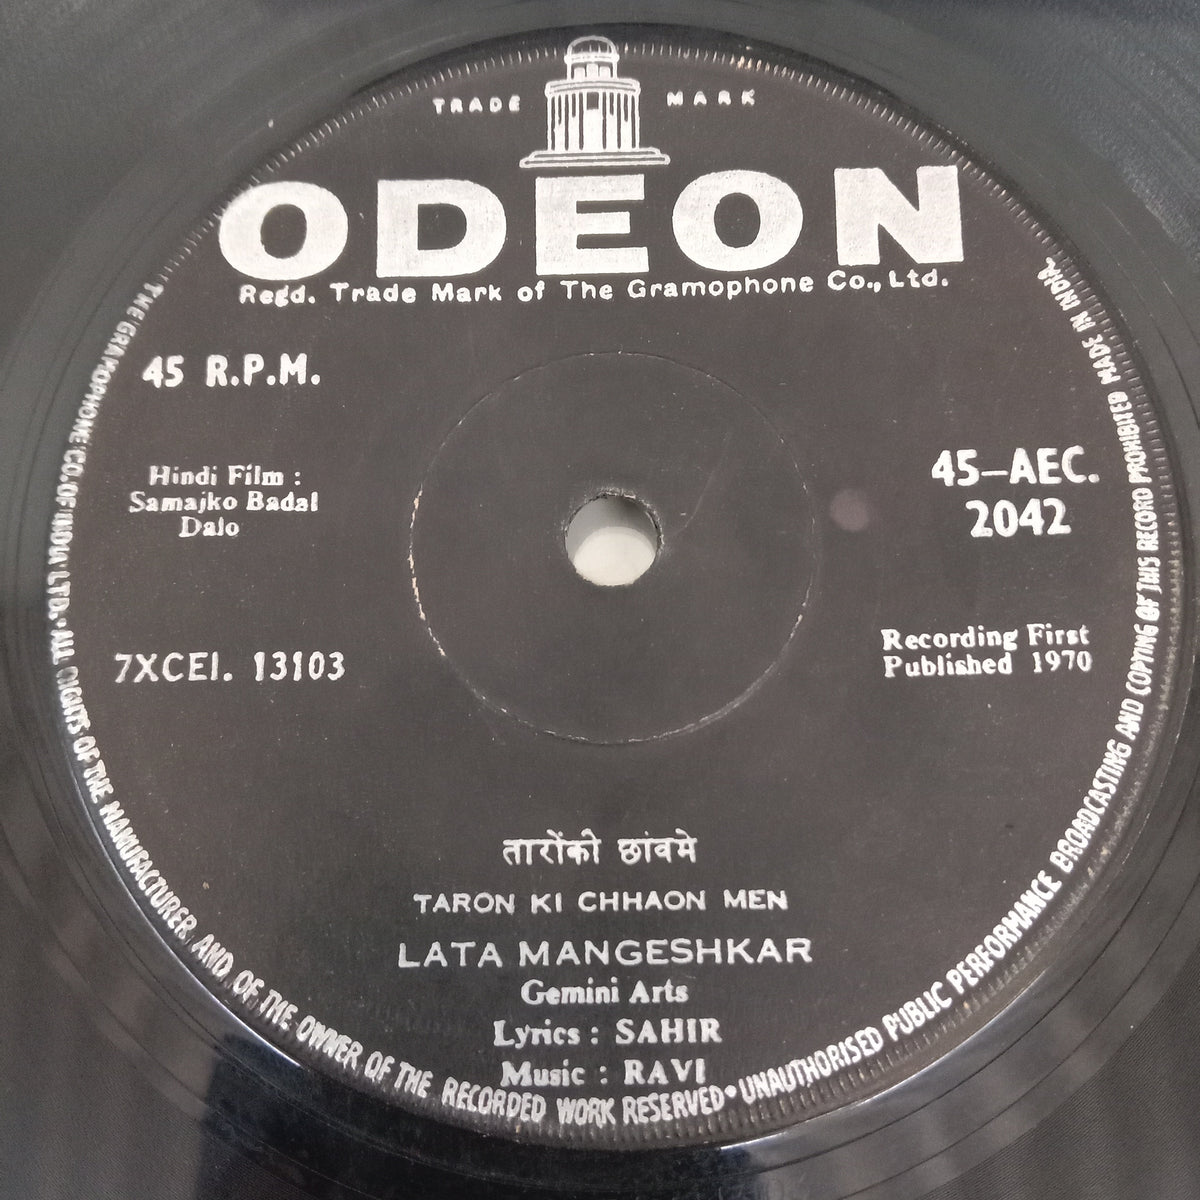 TRADE MARK
ODEON
Regd. Trade Mark of The Gramophone Co., Ltd.
45 R.P.M.
Hindi Film :
Samajko Badal
Dalo
45-AEC.
2042
7XCEI. 13103
Recording First
Published 1970
तारोंकी छांवमे
TARON KI CHHAON MEN
LATA MANGESHKAR
Gemini Arts
Lyrics : SAHIR
Music : RAVI
THE GRAMOPHONE CO. OF INDIA LTD. • ALL RIGHTS OF THE MANUFACTURER AND OF THE OWNER OF THE RECORDED WORK RESERVED • UNAUTHORISED PUBLIC PERFORMANCE BROADCASTING AND COPYING OF THIS RECORD PROHIBITED MADE IN INDIA